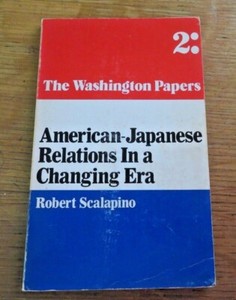 2:
The Washington Papers
American-Japanese
Relations In a
Changing Era
Robert Scalapino